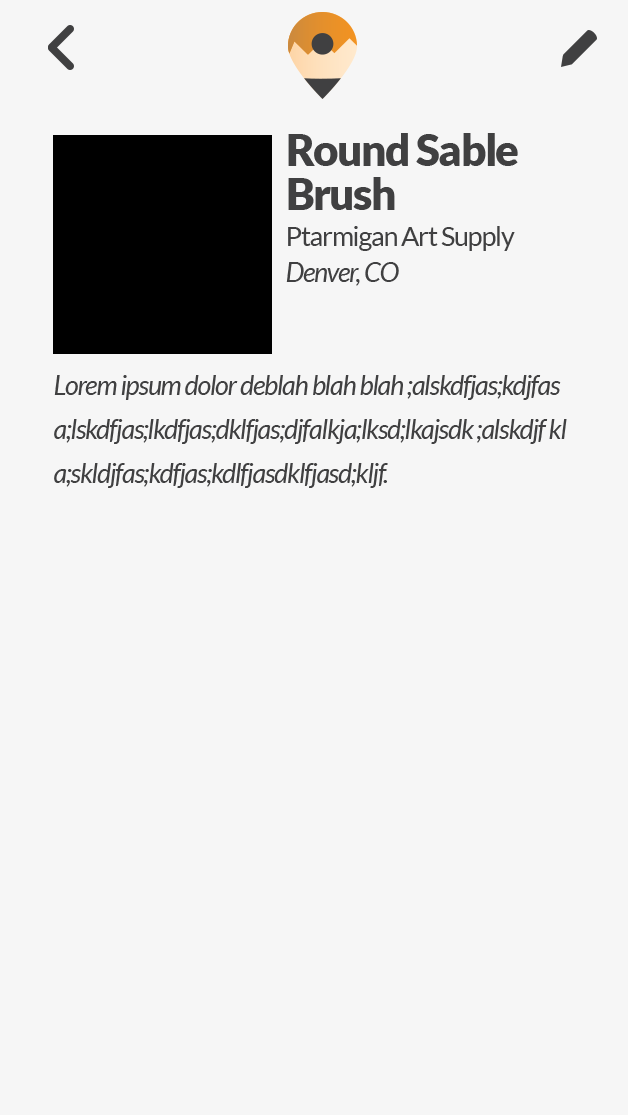 Round Sable
Brush
Ptarmigan Art Supply
Denver, CO
Lorem ipsum dolor deblah blah blah ;alskdfjas;kdjfas
a;lskdfjas;lkdfjas;dklfjas;djfalkja;lksd;lkajsdk ;alskdjf kl
a;skldjfas;kdfjas;kdlfjasdklfjasd;kljf.